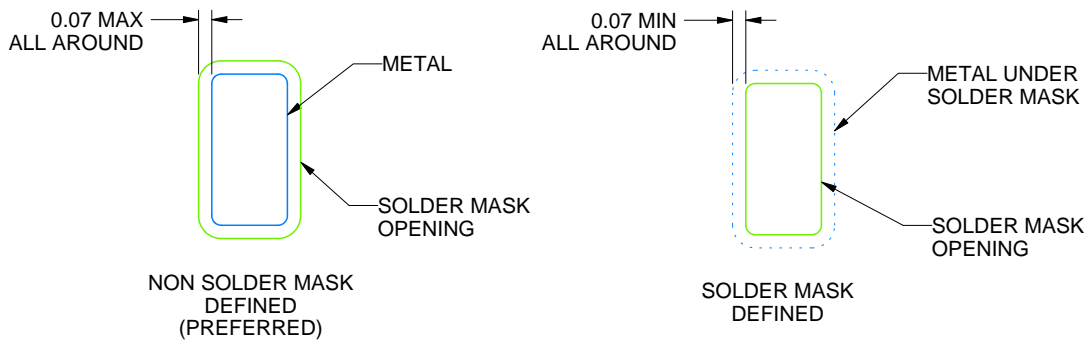 0.07 MAX
ALL AROUND
METAL
SOLDER MASK
OPENING
NON SOLDER MASK
DEFINED
(PREFERRED)
0.07 MIN
ALL AROUND
METAL UNDER
SOLDER MASK
SOLDER MASK
OPENING
SOLDER MASK
DEFINED